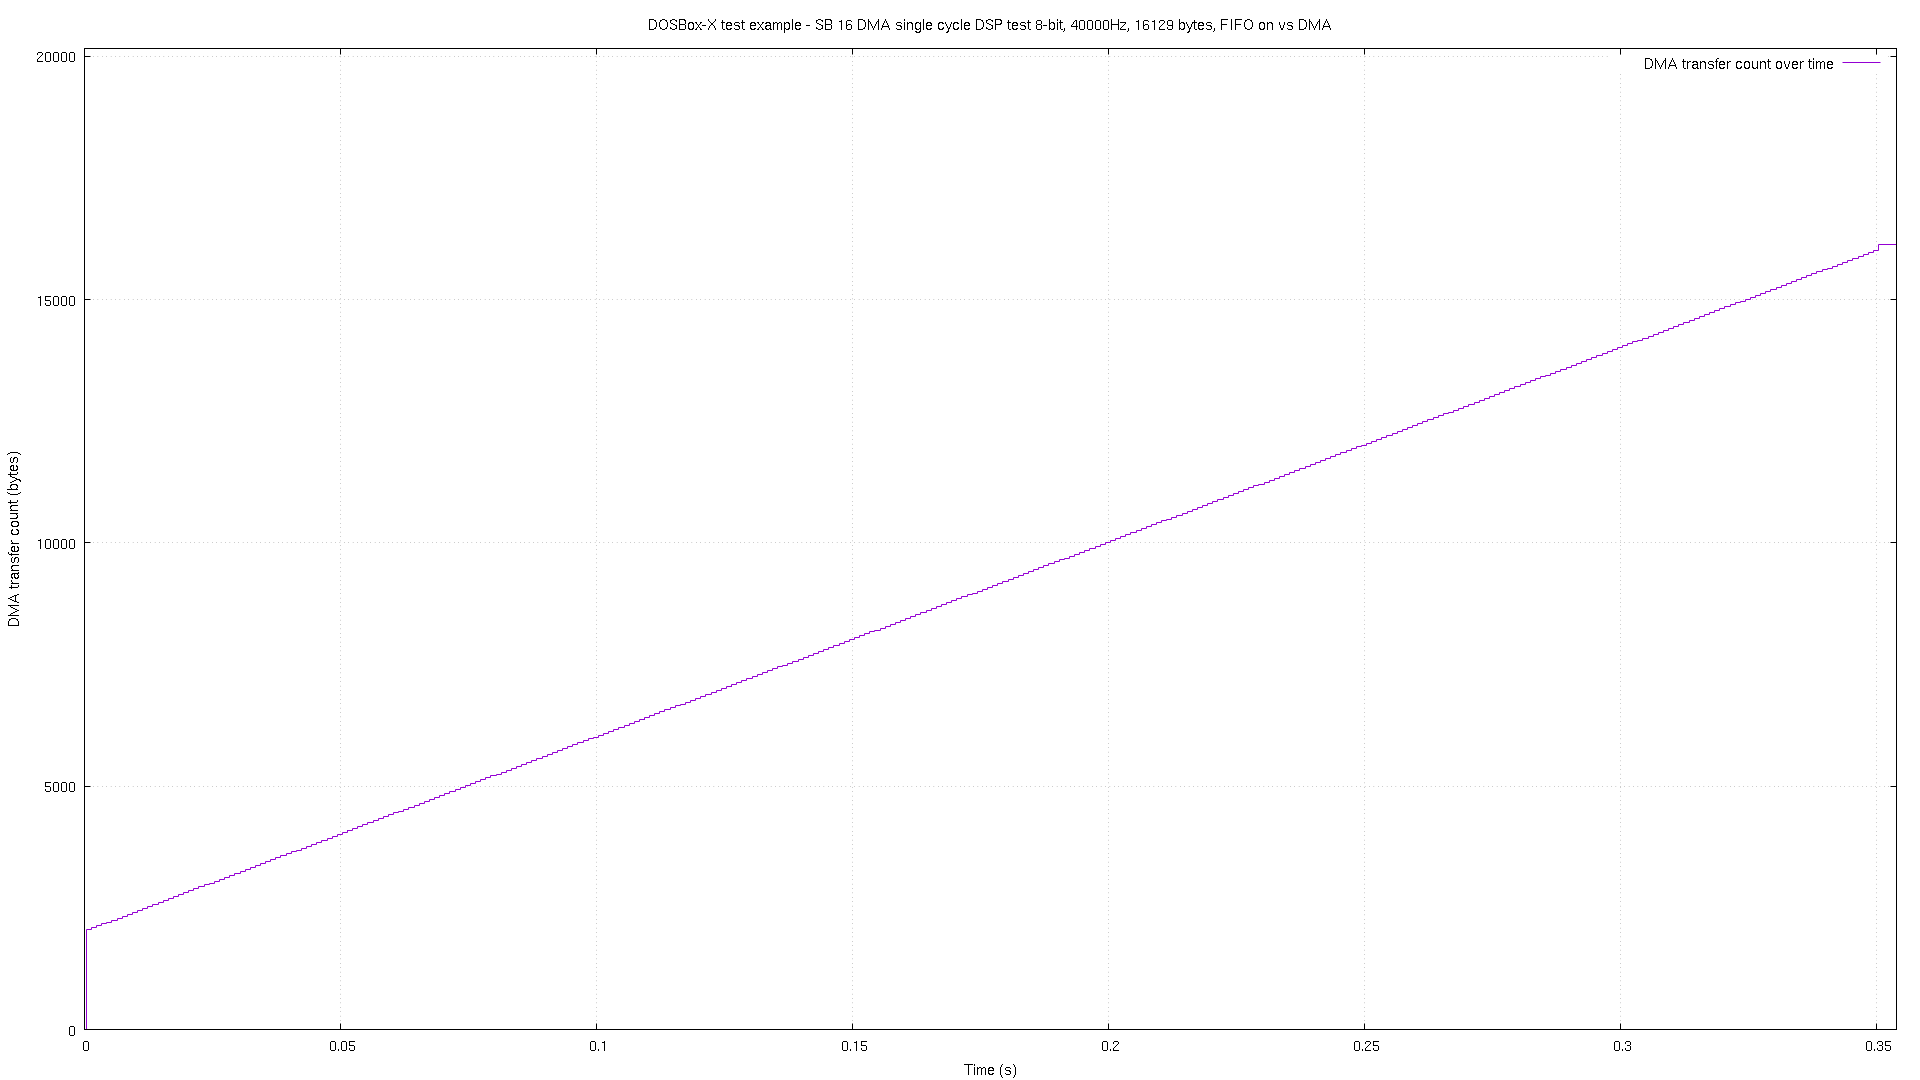 DOSBox-X test example - SB 16 DMA single cycle DSP test 8-bit, 40000Hz, 16129 bytes, FIFO on vs DMA
DMA transfer count over time
20000
15000
10000
5000
0
DMA transfer count (bytes)
0 0.05 0.1 0.15 0.2 0.25 0.3 0.35
Time (s)